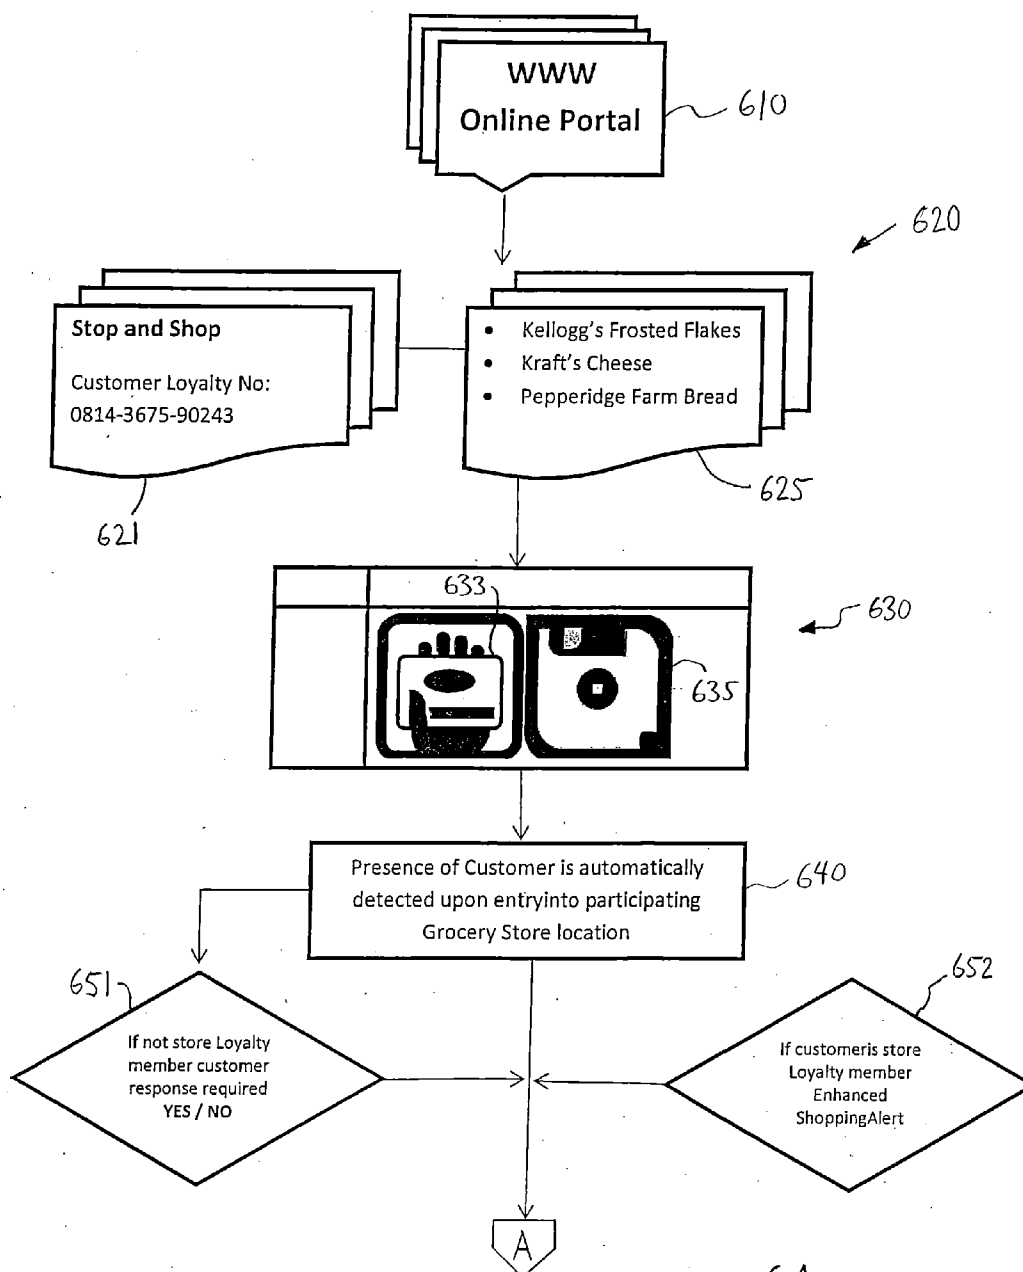 WWW
Online Portal
610
620
Stop and Shop
Customer Loyalty No:
0814-3675-90243
• Kellogg's Frosted Flakes
• Kraft's Cheese
• Pepperidge Farm Bread
621
625
633
630
635
Presence of Customer is automatically
detected upon entryinto participating
Grocery Store location
640
651
652
If not store Loyalty
member customer
response required
YES / NO
If customeris store
Loyalty member
Enhanced
ShoppingAlert
A